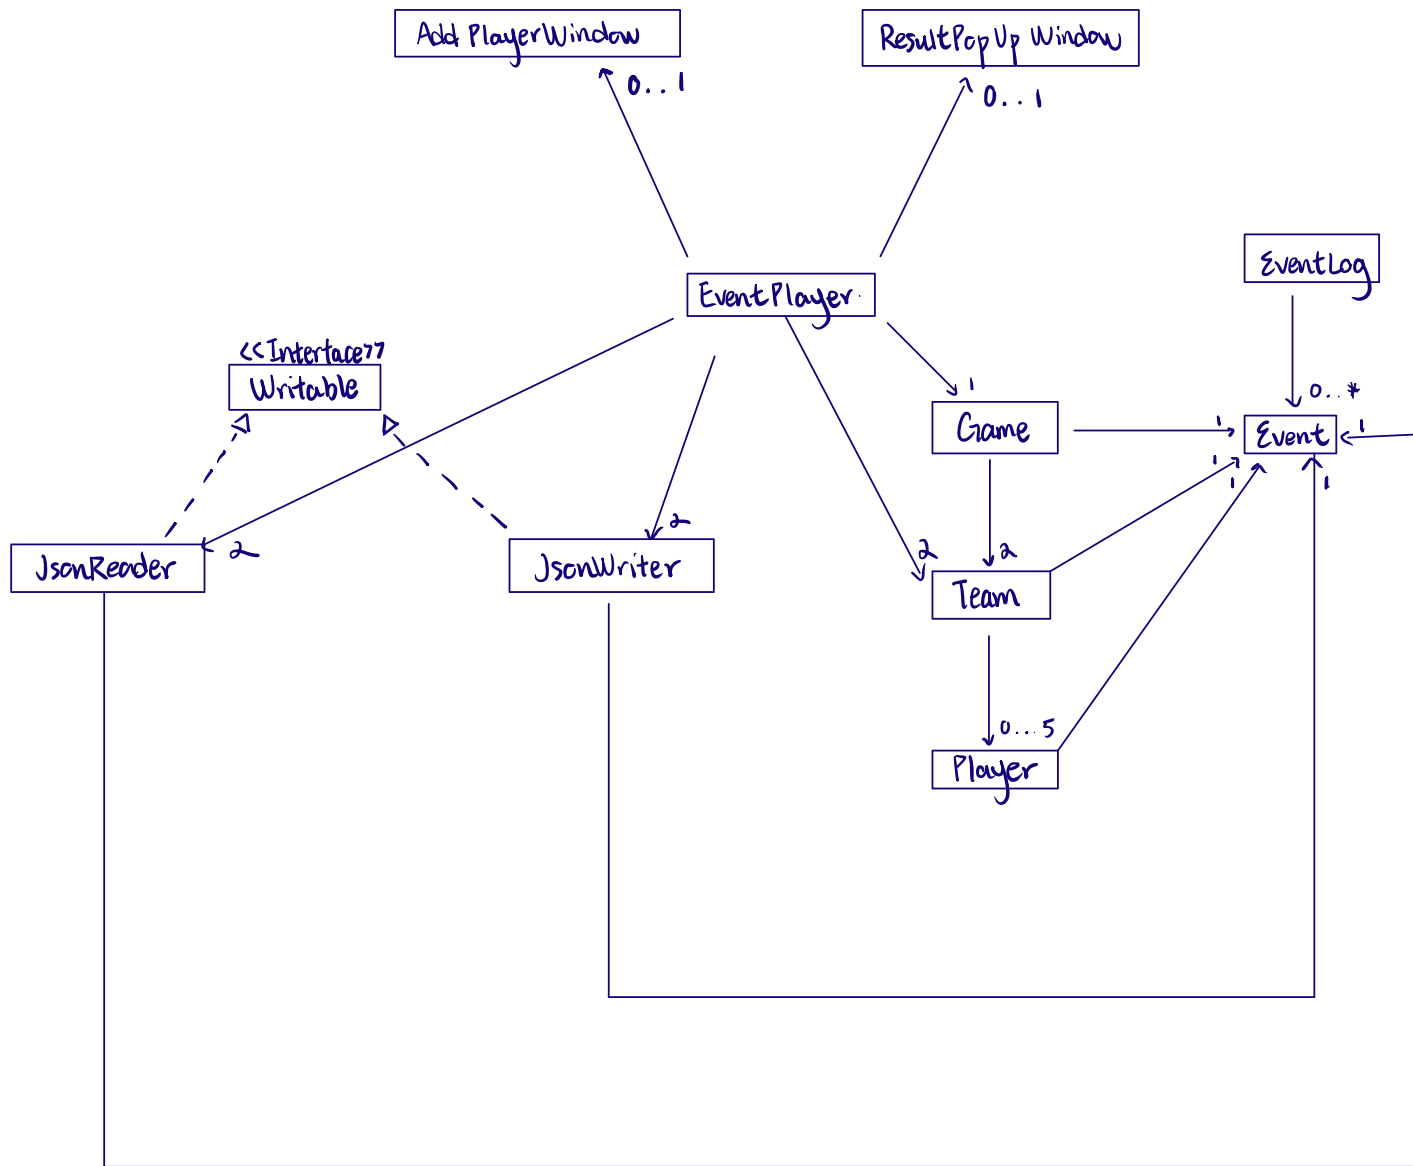 Add PlayerWindow
ResultPopUp Window
0...1
0...1
EventLog
EventPlayer
<<Interface>>
Writable
1
0..*
Game
1
Event
1
1
1
1
2
2
2
2
JsonReader
JsonWriter
Team
0...5
Player